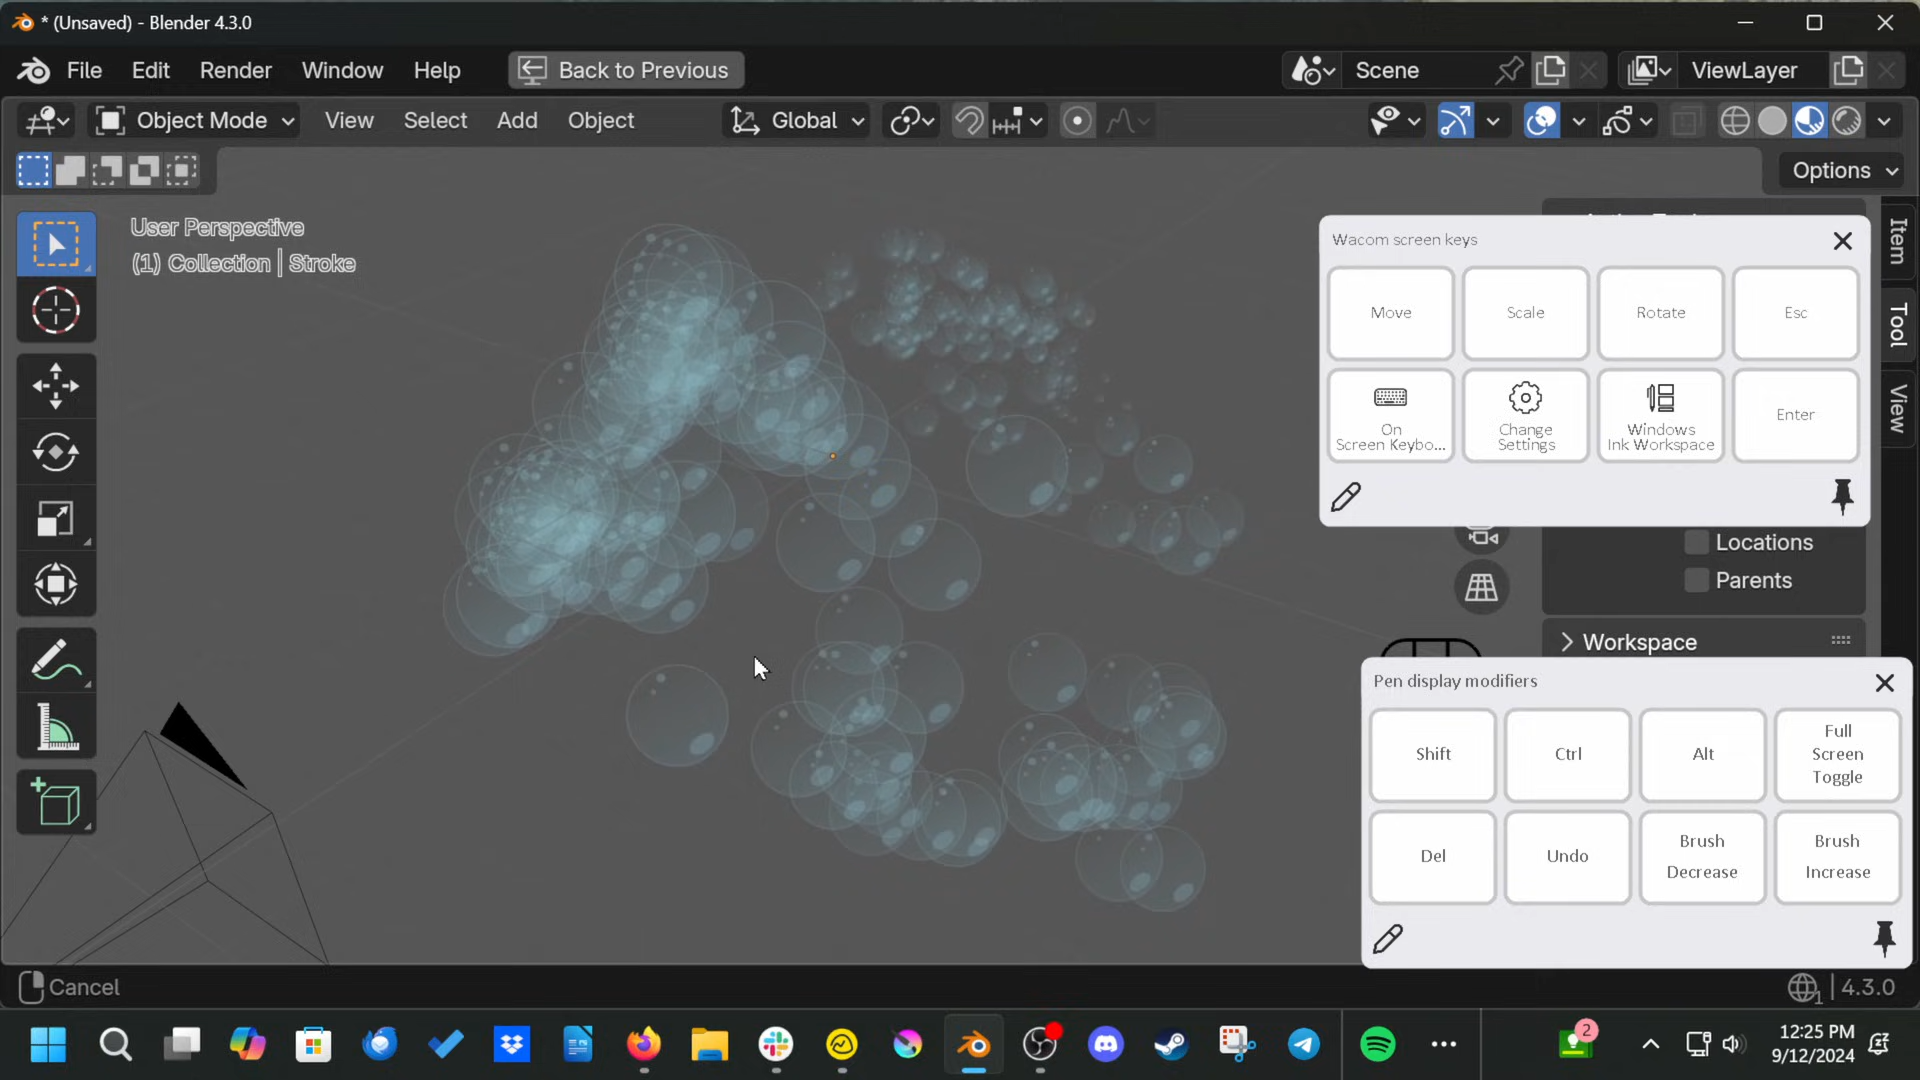 * (Unsaved) - Blender 4.3.0
File Edit Render Window Help Back to Previous Scene ViewLayer
Object Mode View Select Add Object Global
Options
User Perspective
(1) Collection | Stroke
Item
Tool
View
Wacom screen keys
Move Scale Rotate Esc
On
Screen Keybo...
Change
Settings
Windows
Ink Workspace
Enter
Locations
Parents
Workspace
Pen display modifiers
Shift Ctrl Alt
Full
Screen
Toggle
Del Undo
Brush
Decrease
Brush
Increase
Cancel
1 | 4.3.0
2
12:25 PM
9/12/2024